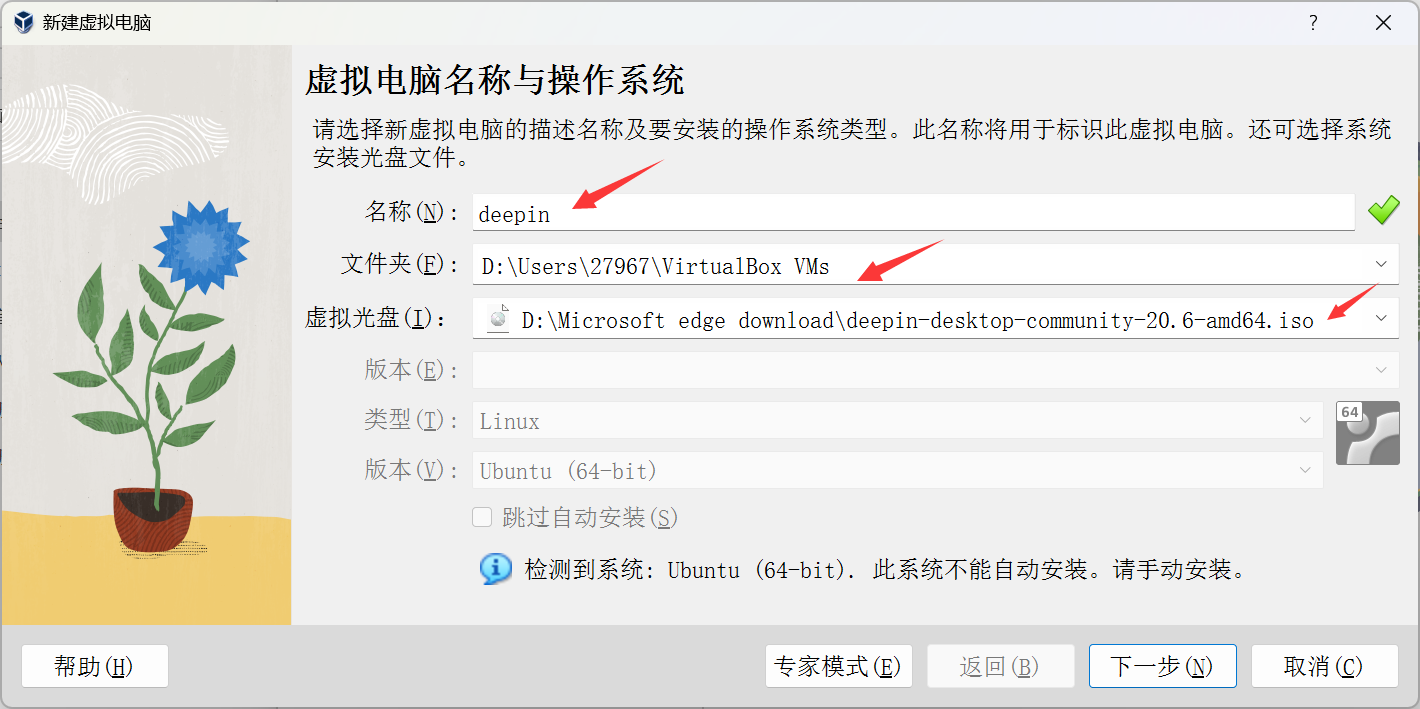 新建虚拟电脑
?
虚拟电脑名称与操作系统
请选择新虚拟电脑的描述名称及要安装的操作系统类型。此名称将用于标识此虚拟电脑。还可选择系统
安装光盘文件。
名称(N): deepin
文件夹(F): D:\Users\27967\VirtualBox VMs
虚拟光盘(I): D:\Microsoft edge download\deepin-desktop-community-20.6-amd64.iso
版本(E):
类型(T): Linux
64
版本(V): Ubuntu (64-bit)
跳过自动安装(S)
检测到系统: Ubuntu (64-bit). 此系统不能自动安装。请手动安装。
帮助(H) 专家模式(E) 返回(B) 下一步(N) 取消(C)